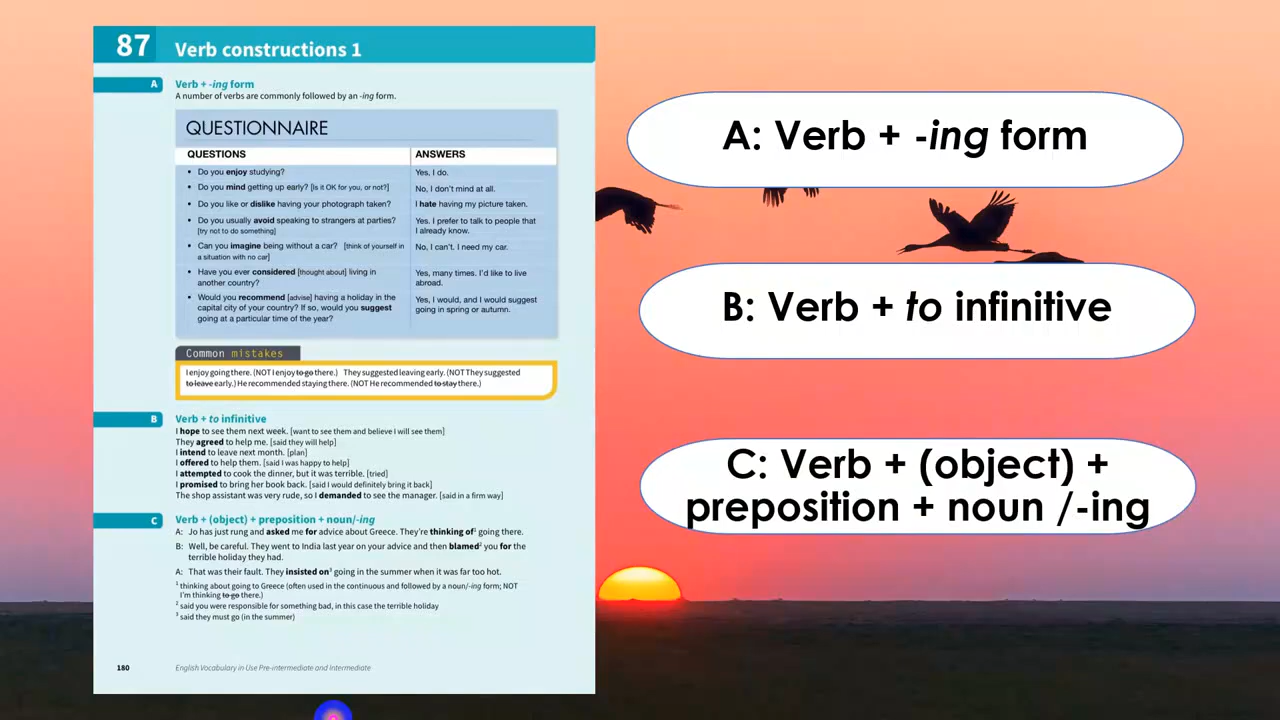 87 Verb constructions 1
A Verb + -ing form
A number of verbs are commonly followed by an -ing form.
QUESTIONNAIRE
QUESTIONS ANSWERS
• Do you enjoy studying? Yes, I do.
• Do you mind getting up early? [Is it OK for you, or not?] No, I don't mind at all.
• Do you like or dislike having your photograph taken? I hate having my picture taken.
• Do you usually avoid speaking to strangers at parties? Yes. I prefer to talk to people that
[try not to do something] I already know.
• Can you imagine being without a car? [think of yourself in No, I can't. I need my car.
a situation with no car]
• Have you ever considered [thought about] living in Yes, many times. I'd like to live
another country? abroad.
• Would you recommend [advise] having a holiday in the Yes, I would, and I would suggest
capital city of your country? If so, would you suggest going in spring or autumn.
going at a particular time of the year?
Common mistakes
I enjoy going there. (NOT I enjoy to go there.) They suggested leaving early. (NOT They suggested
to leave early.) He recommended staying there. (NOT He recommended to stay there.)
B Verb + to infinitive
I hope to see them next week. [want to see them and believe I will see them]
They agreed to help me. [said they will help]
I intend to leave next month. [plan]
I offered to help them. [said I was happy to help]
I attempted to cook the dinner, but it was terrible. [tried]
I promised to bring her book back. [said I would definitely bring it back]
The shop assistant was very rude, so I demanded to see the manager. [said in a firm way]
C Verb + (object) + preposition + noun/-ing
A: Jo has just rung and asked me for advice about Greece. They're thinking of¹ going there.
B: Well, be careful. They went to India last year on your advice and then blamed² you for the
terrible holiday they had.
A: That was their fault. They insisted on³ going in the summer when it was far too hot.
¹ thinking about going to Greece (often used in the continuous and followed by a noun/-ing form; NOT
I'm thinking to go there.)
² said you were responsible for something bad, in this case the terrible holiday
³ said they must go (in the summer)
180 English Vocabulary in Use Pre-intermediate and Intermediate
A: Verb + -ing form
B: Verb + to infinitive
C: Verb + (object) +
preposition + noun /-ing